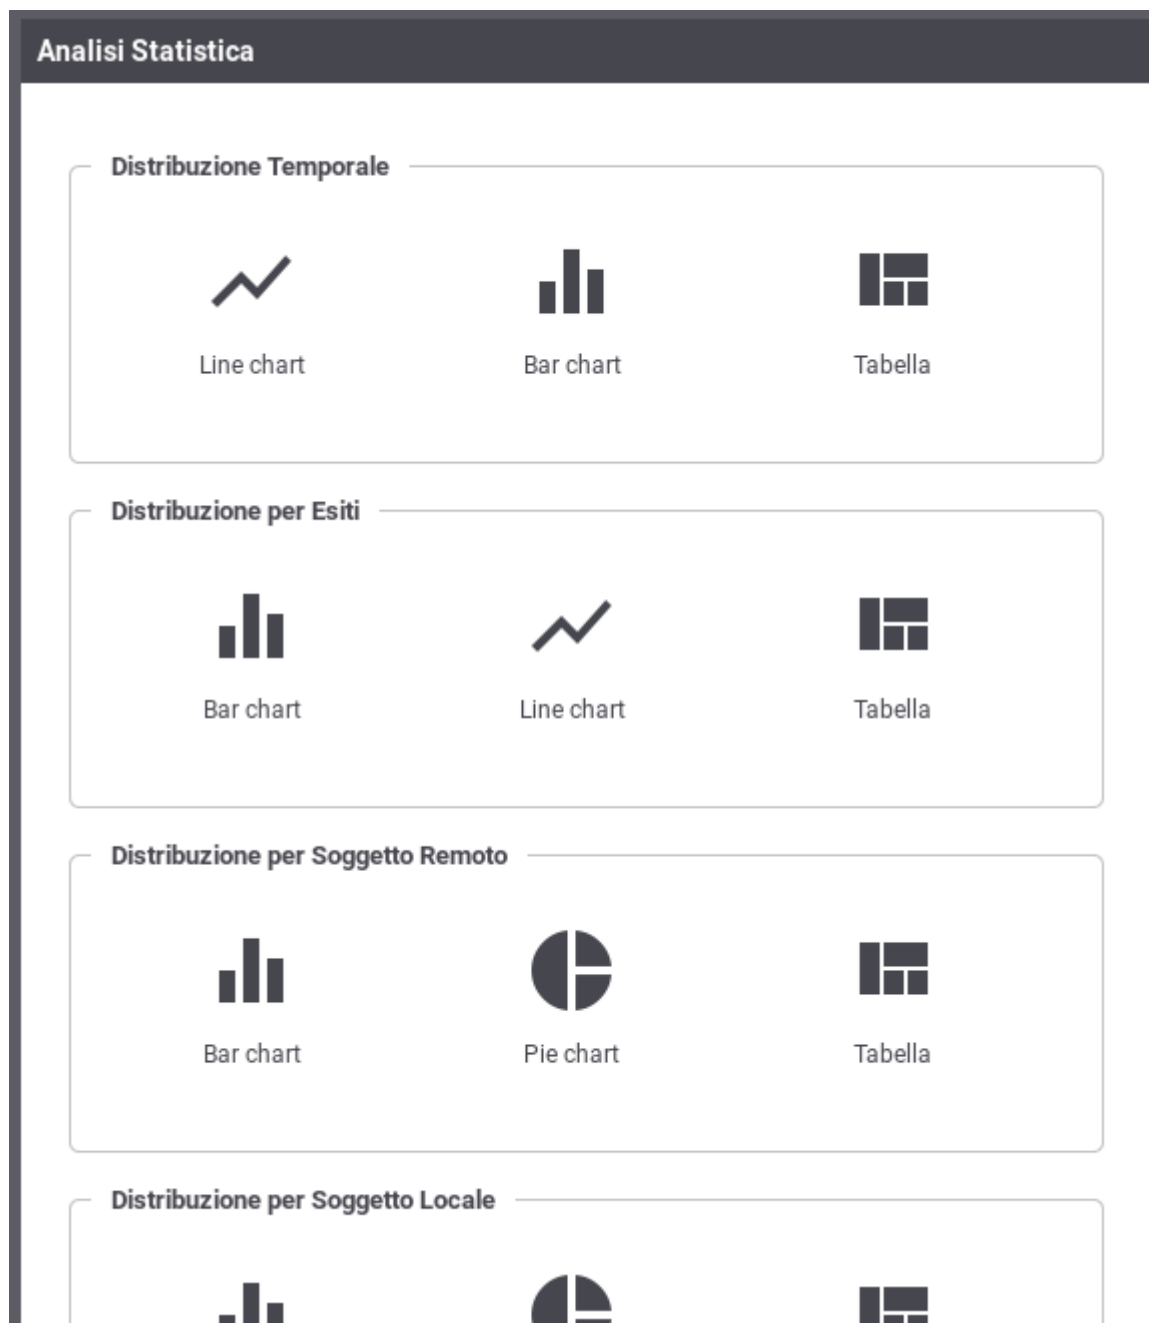 Analisi Statistica
Distribuzione Temporale
Line chart Bar chart Tabella
Distribuzione per Esiti
Bar chart Line chart Tabella
Distribuzione per Soggetto Remoto
Bar chart Pie chart Tabella
Distribuzione per Soggetto Locale